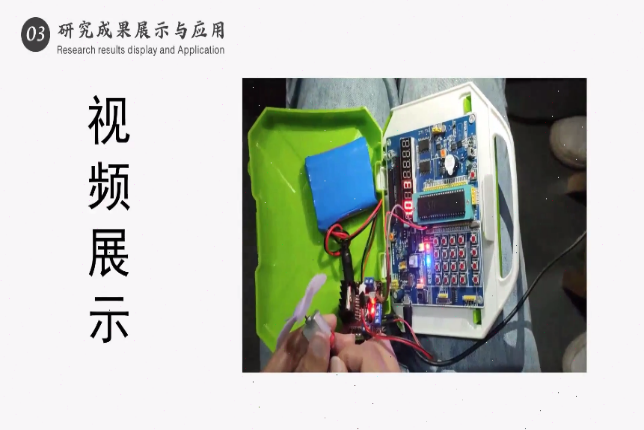 03 研究成果展示与应用
Research results display and Application
视
频
展
示